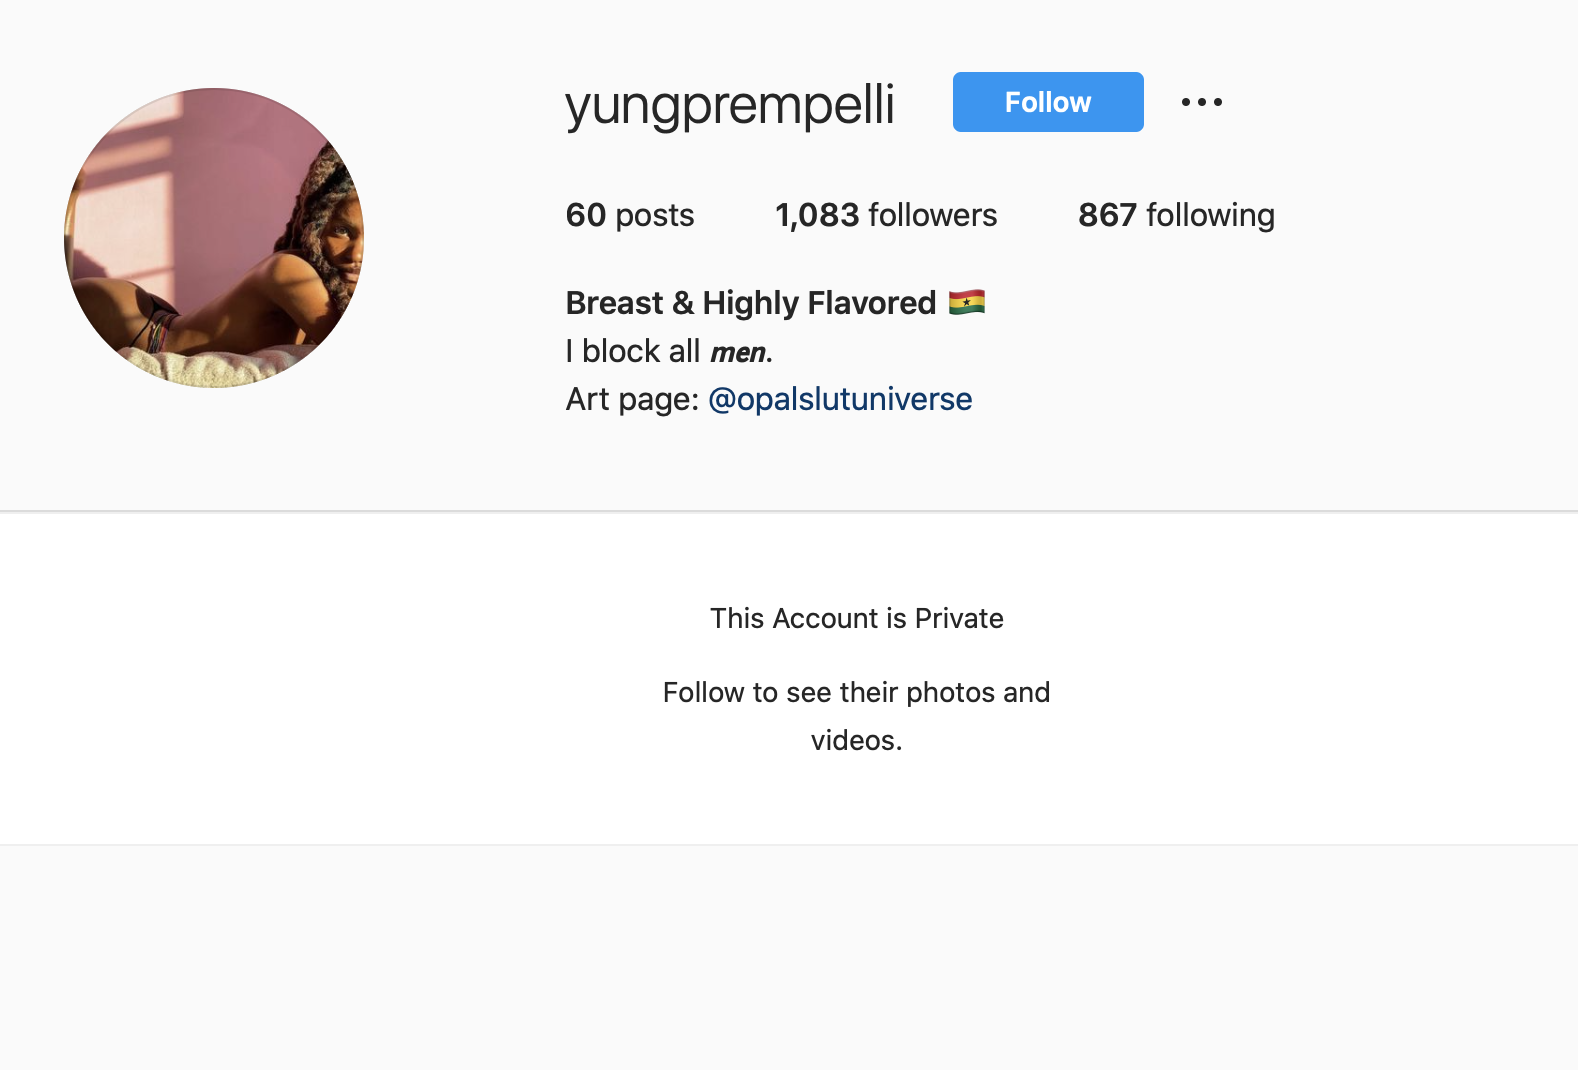 yungprempelli Follow
60 posts 1,083 followers 867 following
Breast & Highly Flavored 🇬🇭
I block all 𝙢𝙚𝙣.
Art page: @opalslutuniverse
This Account is Private
Follow to see their photos and
videos.